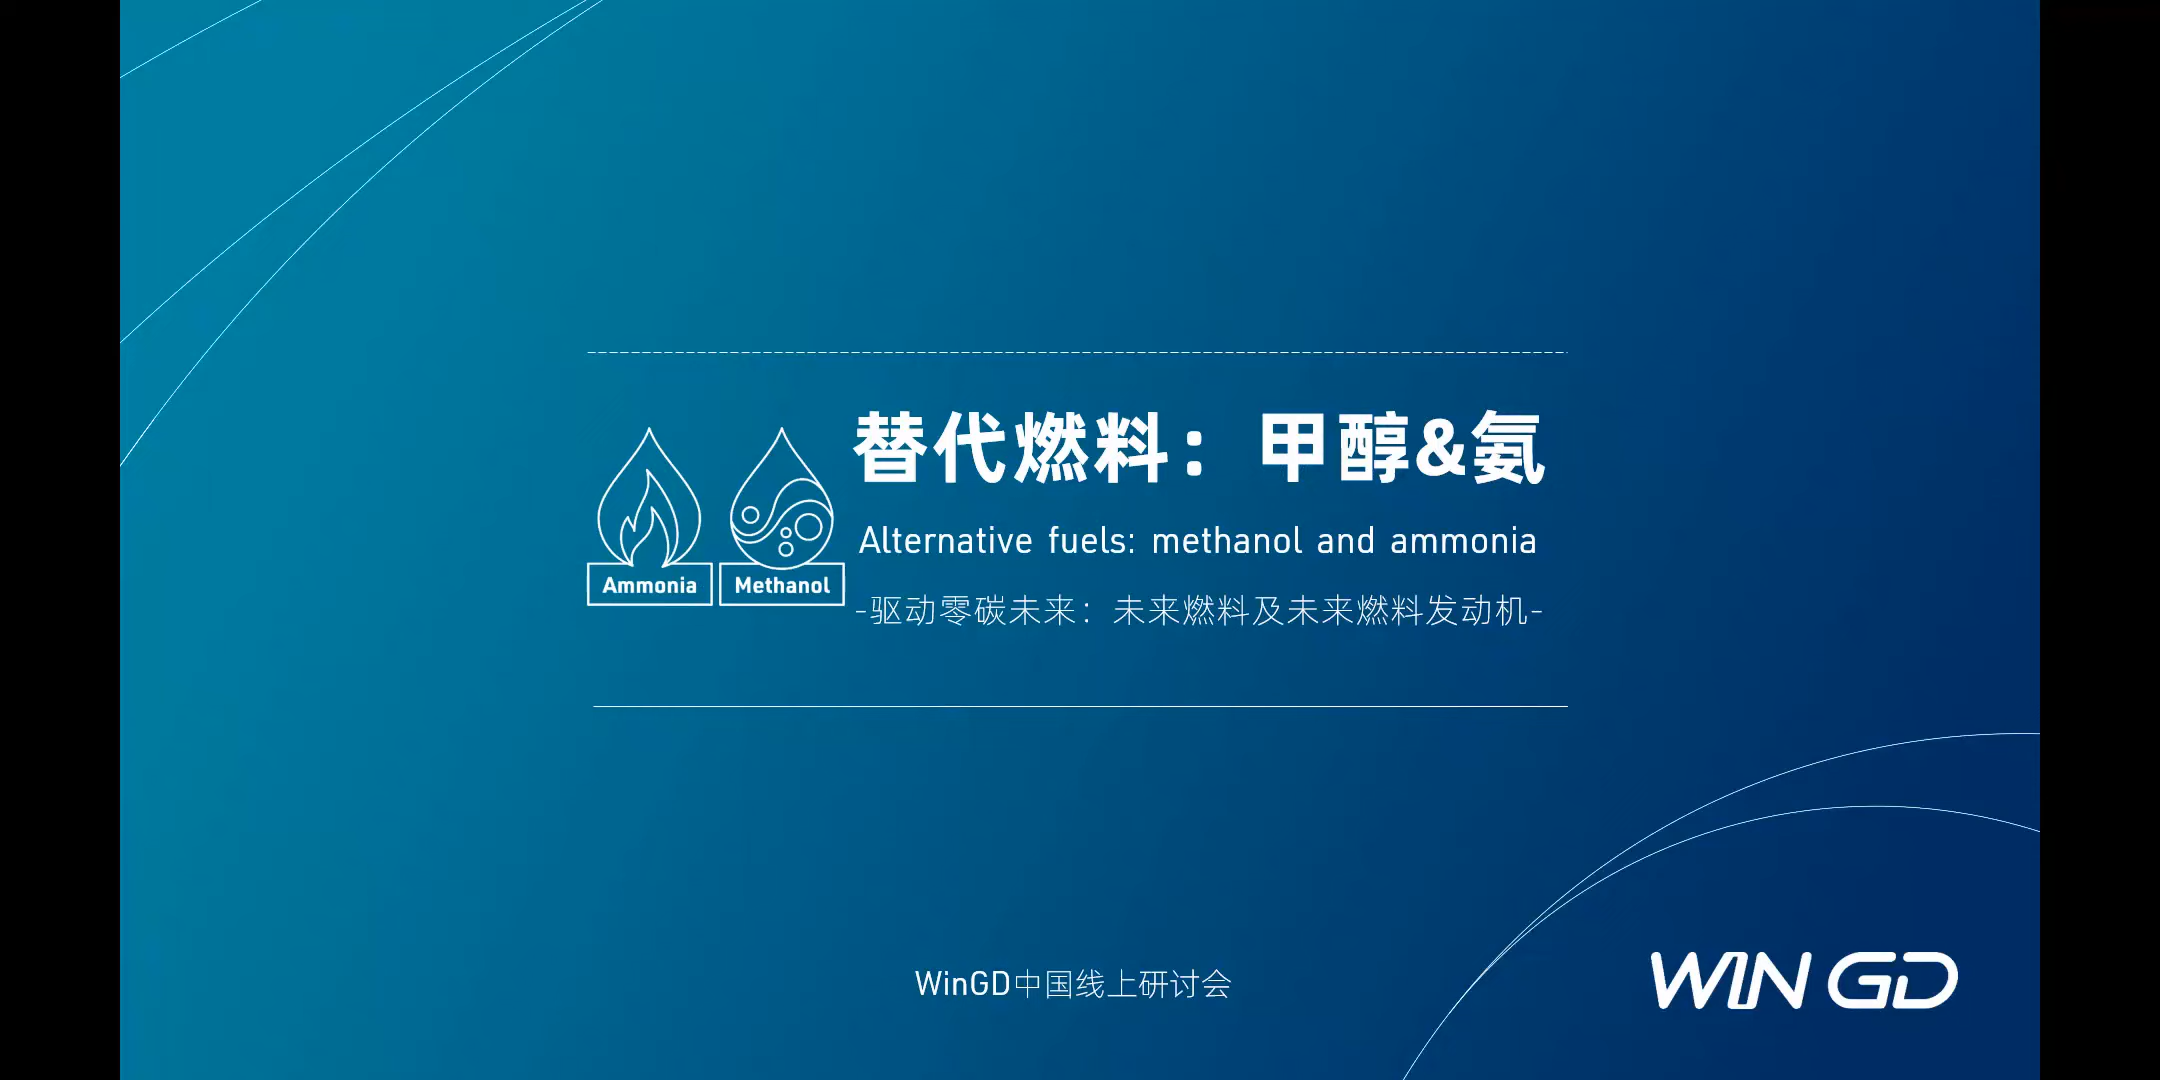 替代燃料：甲醇&氨
Alternative fuels: methanol and ammonia
-驱动零碳未来：未来燃料及未来燃料发动机-
Ammonia
Methanol
WinGD中国线上研讨会
WIN GD